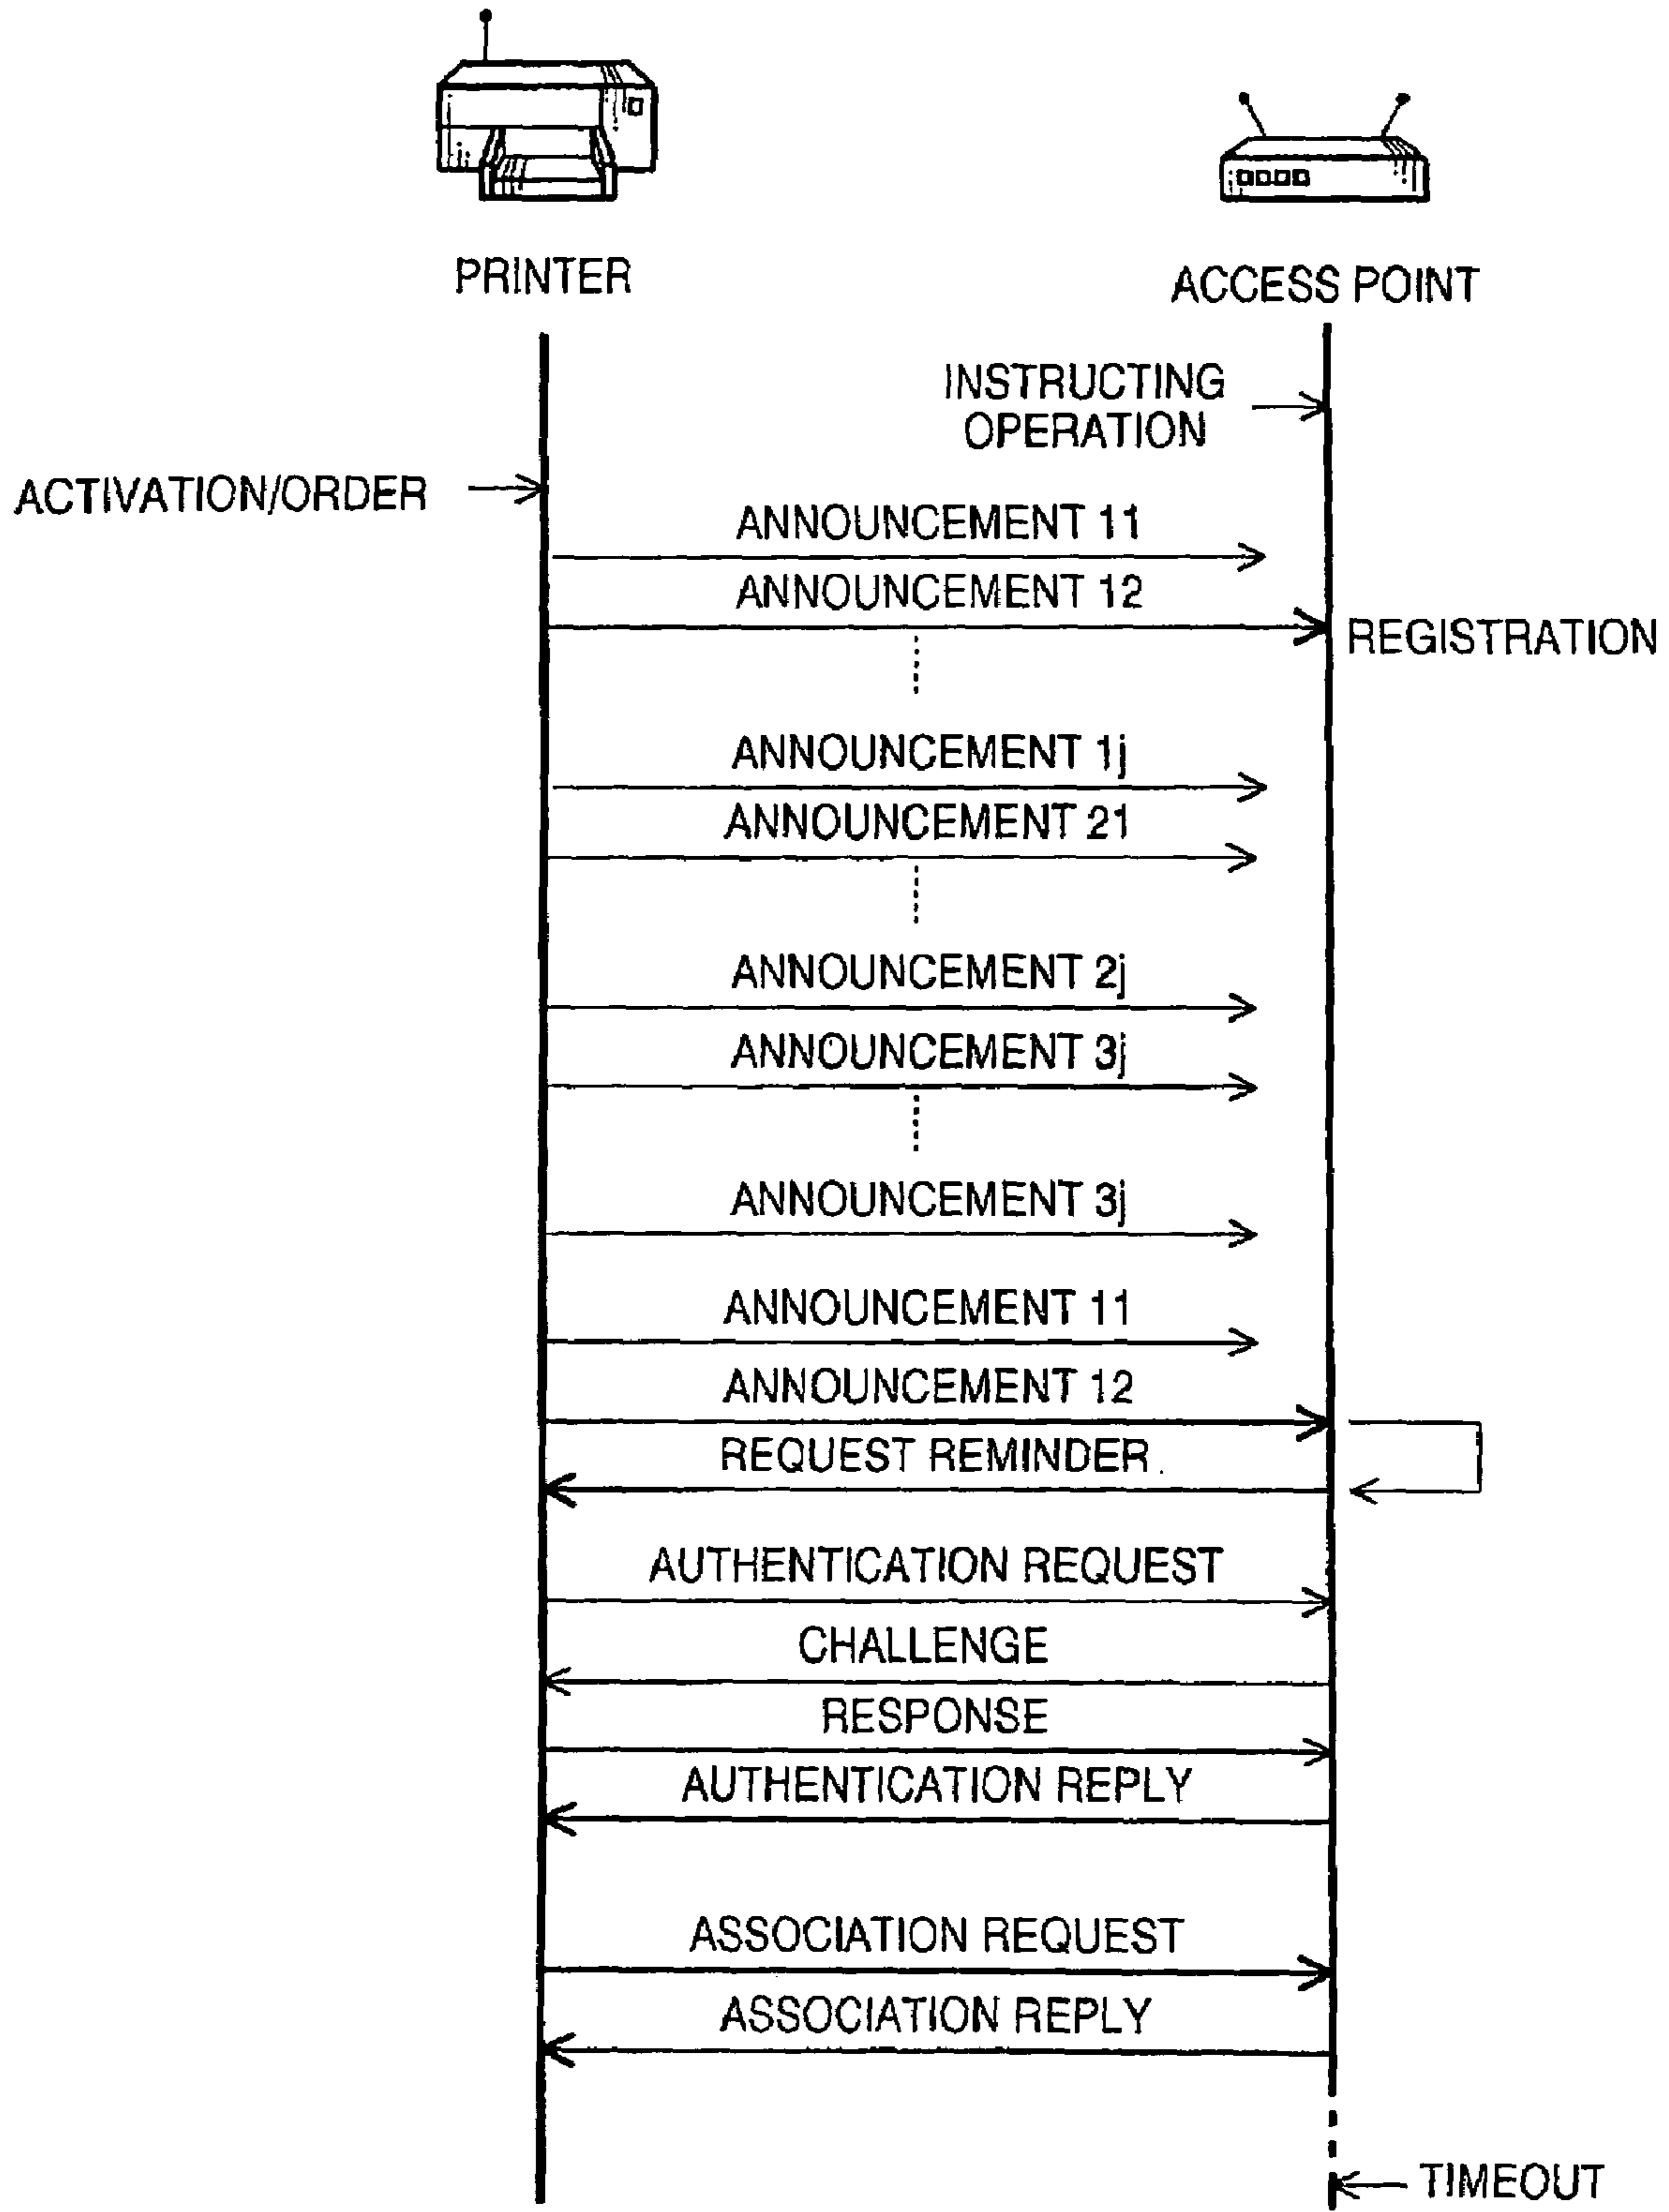 PRINTER
ACCESS POINT
INSTRUCTING
OPERATION
ACTIVATION/ORDER
ANNOUNCEMENT 11
ANNOUNCEMENT 12
REGISTRATION
ANNOUNCEMENT 1j
ANNOUNCEMENT 21
ANNOUNCEMENT 2j
ANNOUNCEMENT 3j
ANNOUNCEMENT 3j
ANNOUNCEMENT 11
ANNOUNCEMENT 12
REQUEST REMINDER
AUTHENTICATION REQUEST
CHALLENGE
RESPONSE
AUTHENTICATION REPLY
ASSOCIATION REQUEST
ASSOCIATION REPLY
TIMEOUT